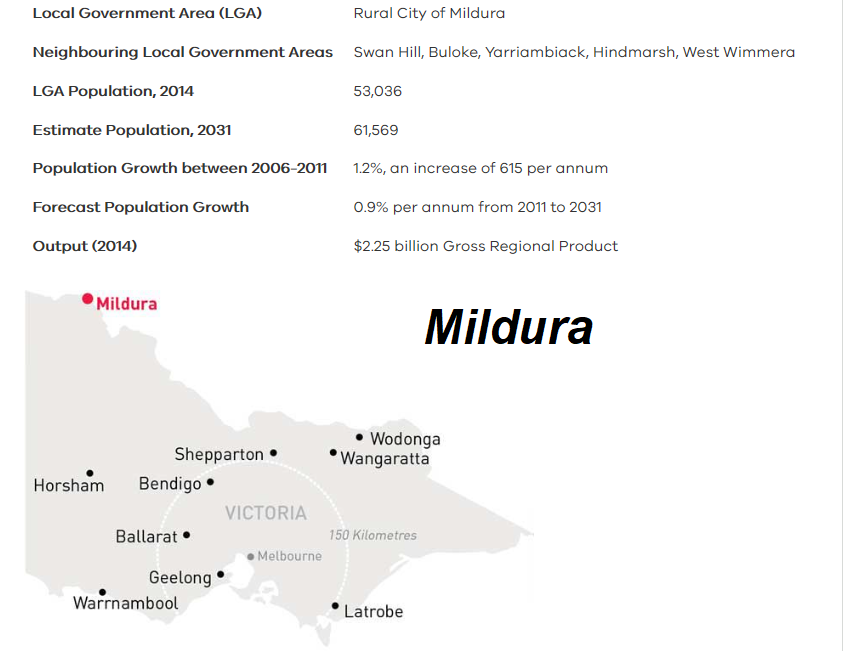 Local Government Area (LGA) Rural City of Mildura
Neighbouring Local Government Areas Swan Hill, Buloke, Yarriambiack, Hindmarsh, West Wimmera
LGA Population, 2014 53,036
Estimate Population, 2031 61,569
Population Growth between 2006-2011 1.2%, an increase of 615 per annum
Forecast Population Growth 0.9% per annum from 2011 to 2031
Output (2014) $2.25 billion Gross Regional Product
Mildura
Mildura
Wodonga
Shepparton
Wangaratta
Horsham
Bendigo
VICTORIA
Ballarat
150 Kilometres
Melbourne
Geelong
Warrnambool
Latrobe